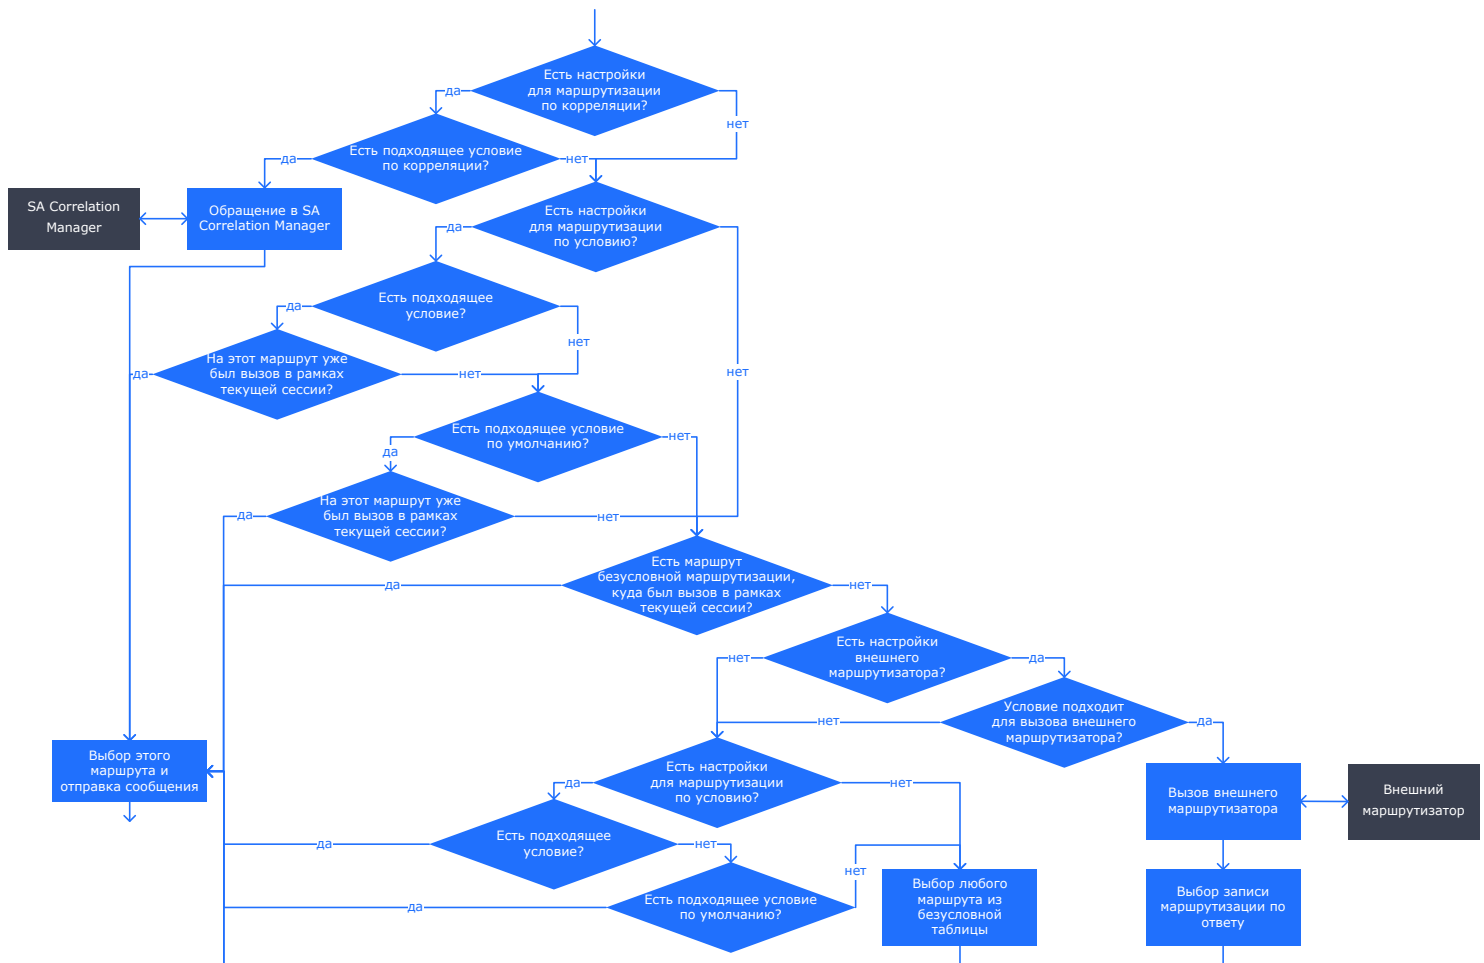 Есть настройки
для маршрутизации
по корреляции?
да
нет
Есть подходящее условие
по корреляции?
да
нет
SA Correlation
Manager
Обращение в SA
Correlation Manager
Есть настройки
для маршрутизации
по условию?
да
нет
Есть подходящее
условие?
да
нет
На этот маршрут уже
был вызов в рамках
текущей сессии?
да
нет
Есть подходящее условие
по умолчанию?
да
нет
На этот маршрут уже
был вызов в рамках
текущей сессии?
да
нет
Есть маршрут
безусловной маршрутизации,
куда был вызов в рамках
текущей сессии?
да
нет
Есть настройки
внешнего
маршрутизатора?
нет
да
Условие подходит
для вызова внешнего
маршрутизатора?
нет
да
Выбор этого
маршрута и
отправка сообщения
Есть настройки
для маршрутизации
по условию?
да
нет
Вызов внешнего
маршрутизатора
Внешний
маршрутизатор
Есть подходящее
условие?
да
нет
Есть подходящее условие
по умолчанию?
да
нет
Выбор любого
маршрута из
безусловной
таблицы
Выбор записи
маршрутизации по
ответу